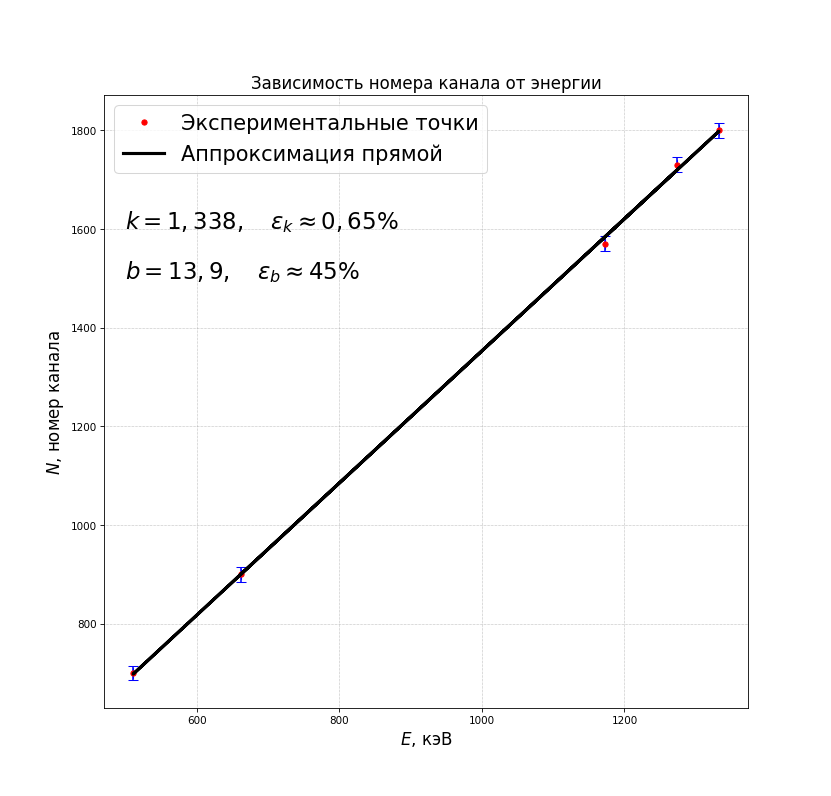 Зависимость номера канала от энергии
Экспериментальные точки
Аппроксимация прямой
k = 1, 338, εₖ ≈ 0, 65%
b = 13, 9, ε_b ≈ 45%
N, номер канала
1800
1600
1400
1200
1000
800
600 800 1000 1200
E, кэВ